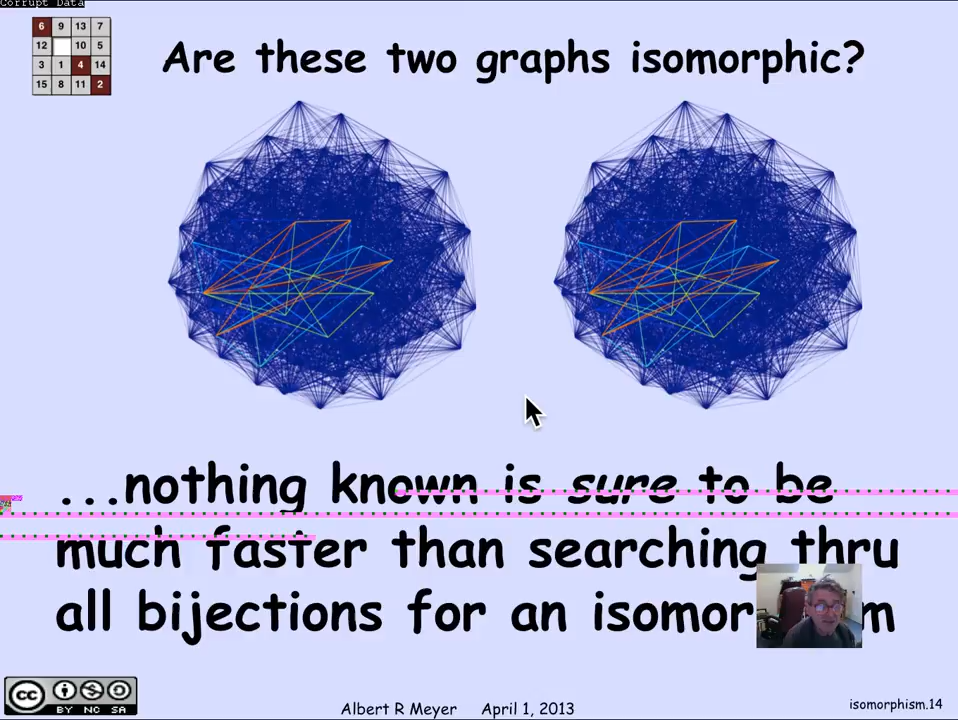 Corrupt Data
6 9 13 7
12 10 5
3 1 4 14
15 8 11 2
Are these two graphs isomorphic?
...nothing known is sure to be
much faster than searching thru
all bijections for an isomor m
cc BY NC SA
Albert R Meyer April 1, 2013
isomorphism.14